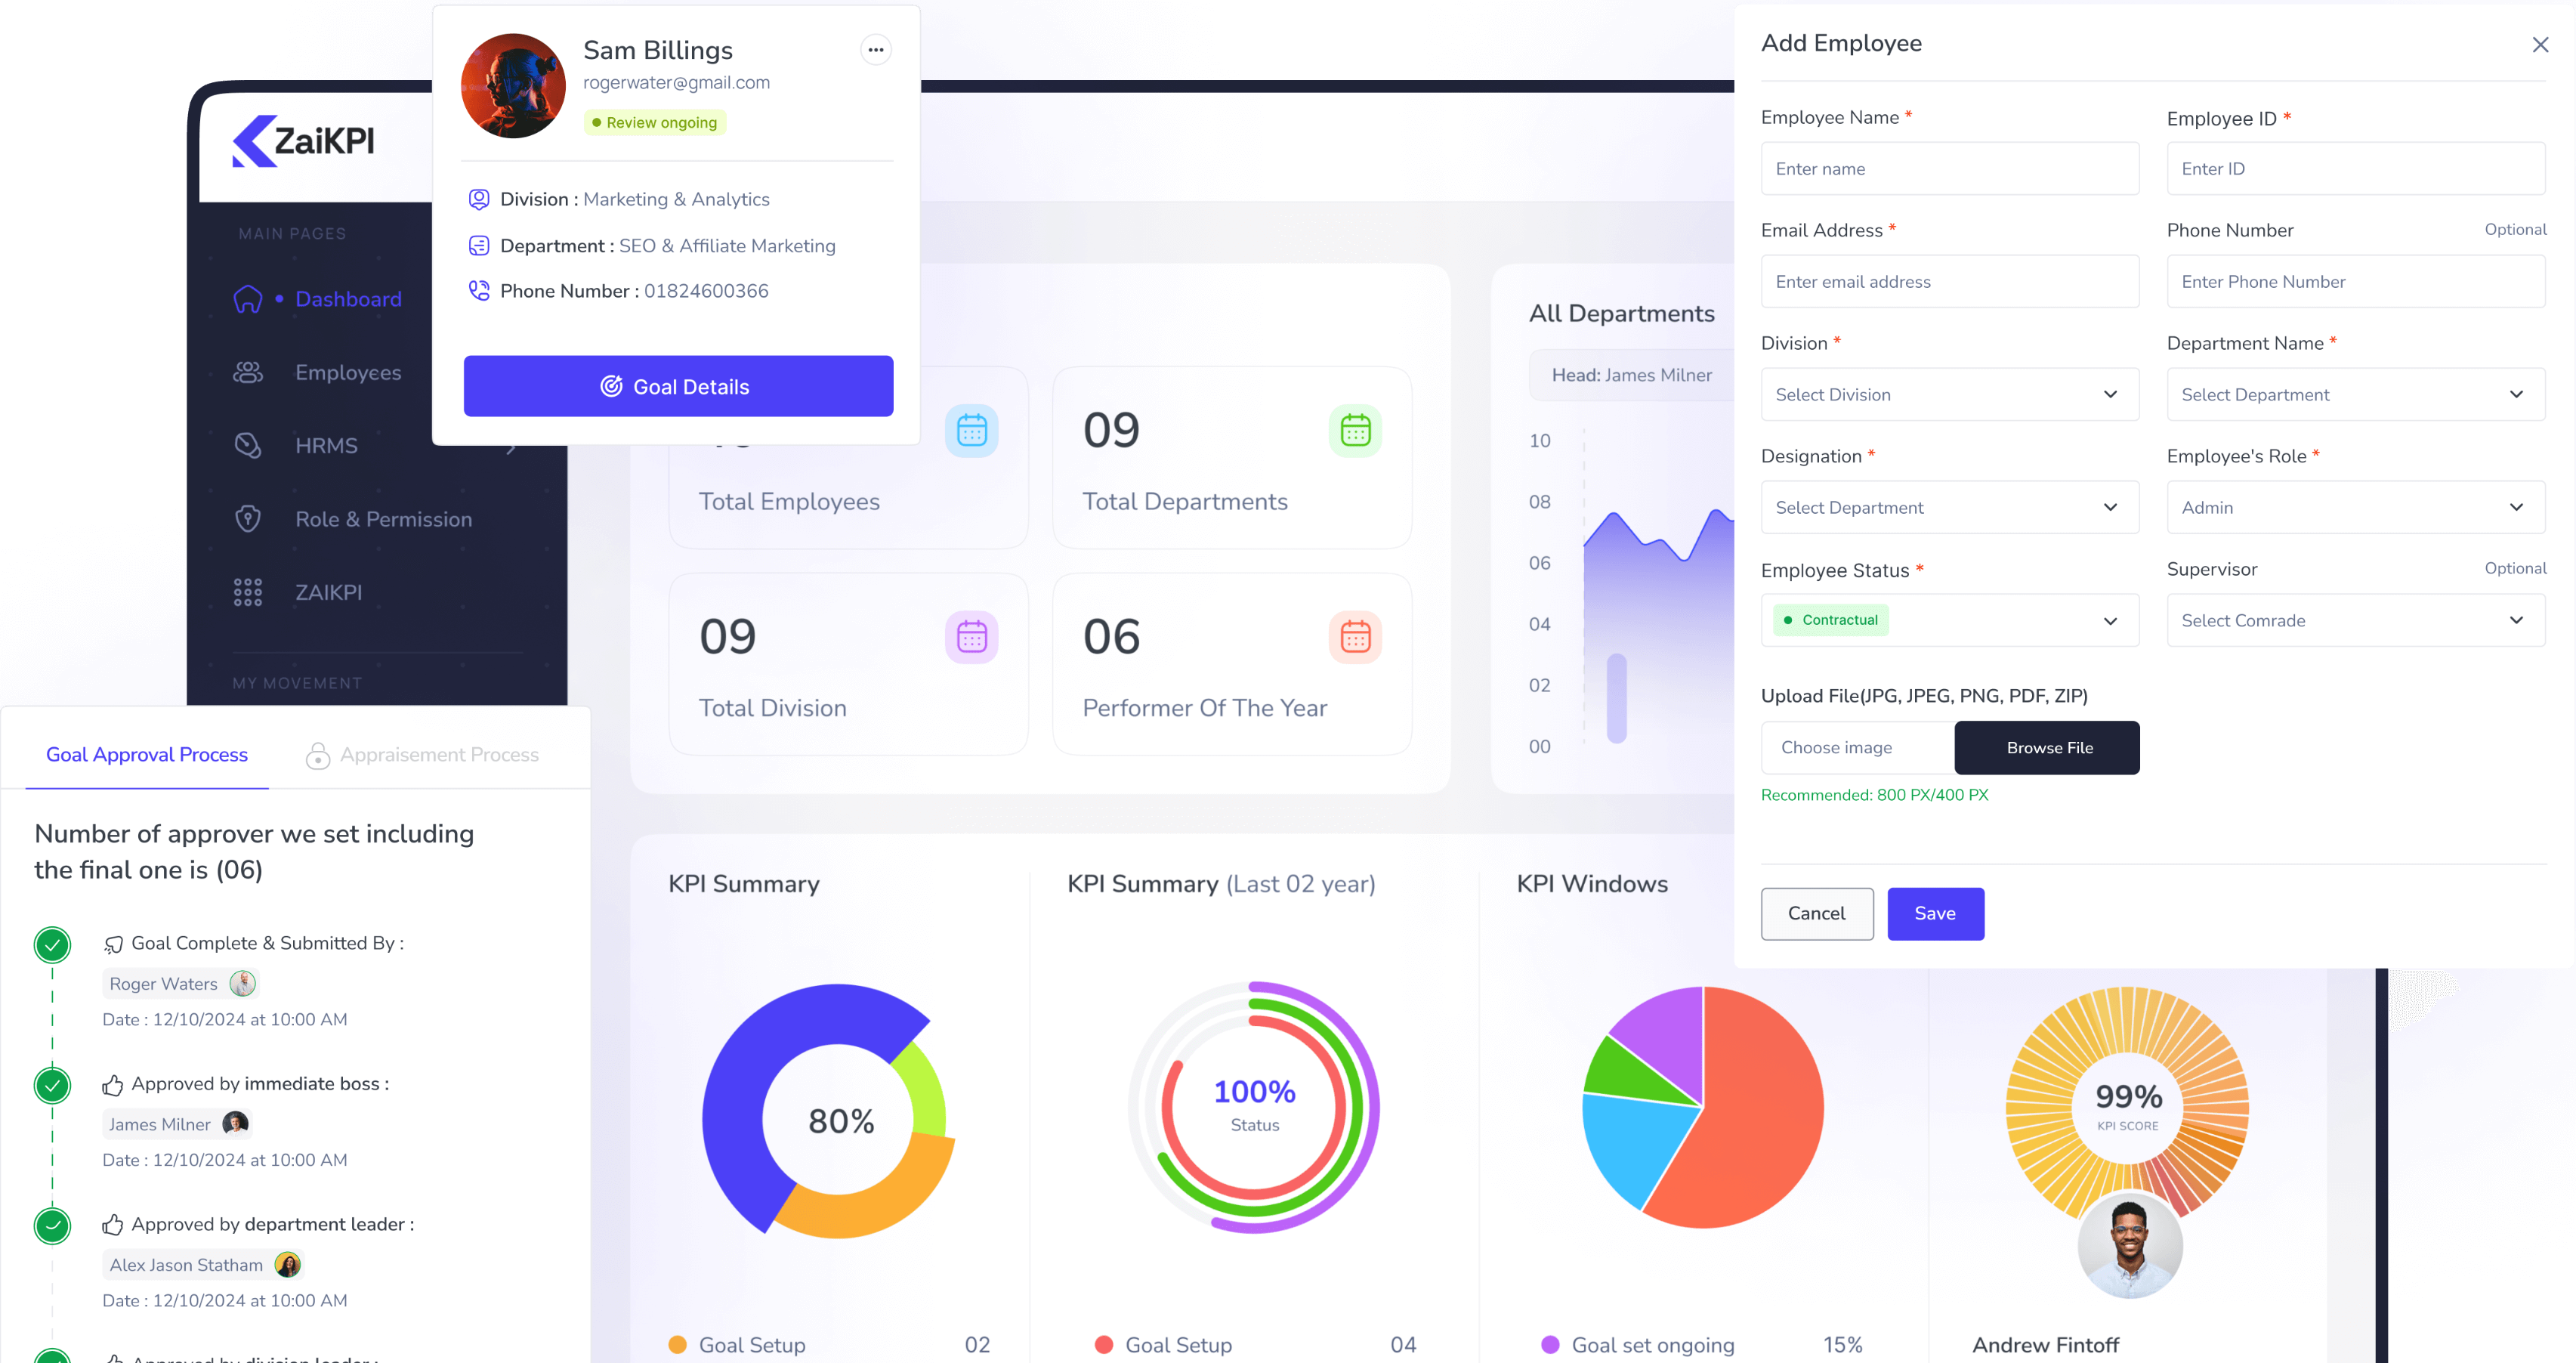 Sam Billings
rogerwater@gmail.com
Review ongoing
Division : Marketing & Analytics
Department : SEO & Affiliate Marketing
Phone Number : 01824600366
Goal Details
ZaiKPI
MAIN PAGES
Dashboard
Employees
HRMS
Role & Permission
ZAIKPI
MY MOVEMENT
Total Employees
09
Total Departments
09
Total Division
06
Performer Of The Year
All Departments
Head: James Milner
10
08
06
04
02
00
Add Employee
Employee Name *
Enter name
Employee ID *
Enter ID
Email Address *
Enter email address
Phone Number
Optional
Enter Phone Number
Division *
Select Division
Department Name *
Select Department
Designation *
Select Department
Employee's Role *
Admin
Employee Status *
Contractual
Supervisor
Optional
Select Comrade
Upload File(JPG, JPEG, PNG, PDF, ZIP)
Choose image
Browse File
Recommended: 800 PX/400 PX
Cancel
Save
Goal Approval Process
Appraisement Process
Number of approver we set including
the final one is (06)
Goal Complete & Submitted By :
Roger Waters
Date : 12/10/2024 at 10:00 AM
Approved by immediate boss :
James Milner
Date : 12/10/2024 at 10:00 AM
Approved by department leader :
Alex Jason Statham
Date : 12/10/2024 at 10:00 AM
Approved by division leader :
KPI Summary
80%
Goal Setup 02
KPI Summary (Last 02 year)
100%
Status
Goal Setup 04
KPI Windows
Goal set ongoing 15%
99%
KPI SCORE
Andrew Fintoff